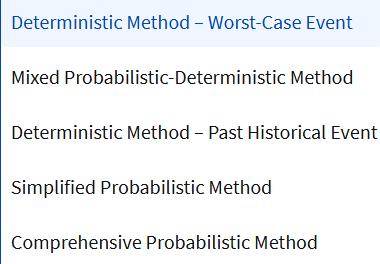 Deterministic Method – Worst-Case Event
Mixed Probabilistic-Deterministic Method
Deterministic Method – Past Historical Event
Simplified Probabilistic Method
Comprehensive Probabilistic Method